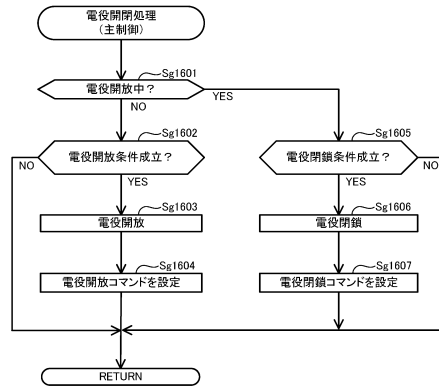 電役開閉処理
(主制御)
Sg1601
電役開放中？
NO
YES
Sg1602
電役開放条件成立？
NO
YES
Sg1605
電役閉鎖条件成立？
NO
YES
Sg1603
電役開放
Sg1606
電役閉鎖
Sg1604
電役開放コマンドを設定
Sg1607
電役閉鎖コマンドを設定
RETURN